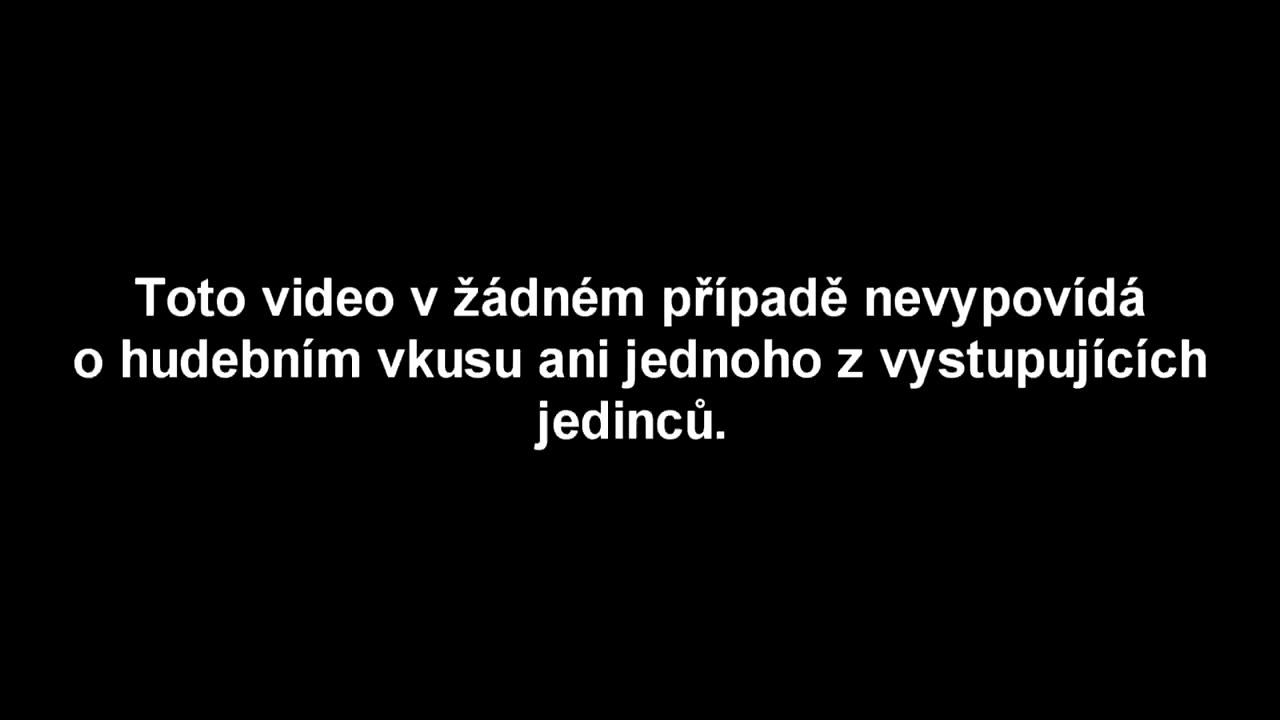 Toto video v žádném případě nevypovídá
o hudebním vkusu ani jednoho z vystupujících
jedinců.